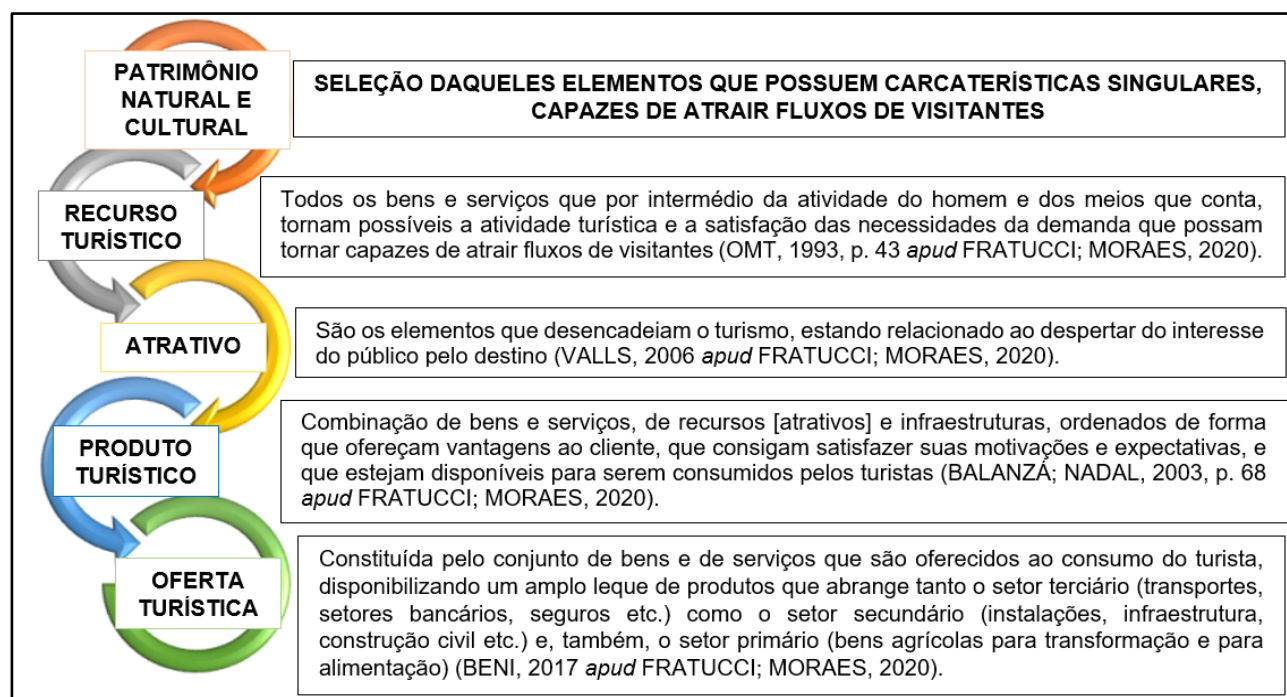 PATRIMÔNIO
NATURAL E
CULTURAL
SELEÇÃO DAQUELES ELEMENTOS QUE POSSUEM CARCATERÍSTICAS SINGULARES,
CAPAZES DE ATRAIR FLUXOS DE VISITANTES
RECURSO
TURÍSTICO
Todos os bens e serviços que por intermédio da atividade do homem e dos meios que conta,
tornam possíveis a atividade turística e a satisfação das necessidades da demanda que possam
tornar capazes de atrair fluxos de visitantes (OMT, 1993, p. 43 apud FRATUCCI; MORAES, 2020).
ATRATIVO
São os elementos que desencadeiam o turismo, estando relacionado ao despertar do interesse
do público pelo destino (VALLS, 2006 apud FRATUCCI; MORAES, 2020).
PRODUTO
TURÍSTICO
Combinação de bens e serviços, de recursos [atrativos] e infraestruturas, ordenados de forma
que ofereçam vantagens ao cliente, que consigam satisfazer suas motivações e expectativas, e
que estejam disponíveis para serem consumidos pelos turistas (BALANZÁ; NADAL, 2003, p. 68
apud FRATUCCI; MORAES, 2020).
OFERTA
TURÍSTICA
Constituída pelo conjunto de bens e de serviços que são oferecidos ao consumo do turista,
disponibilizando um amplo leque de produtos que abrange tanto o setor terciário (transportes,
setores bancários, seguros etc.) como o setor secundário (instalações, infraestrutura,
construção civil etc.) e, também, o setor primário (bens agrícolas para transformação e para
alimentação) (BENI, 2017 apud FRATUCCI; MORAES, 2020).